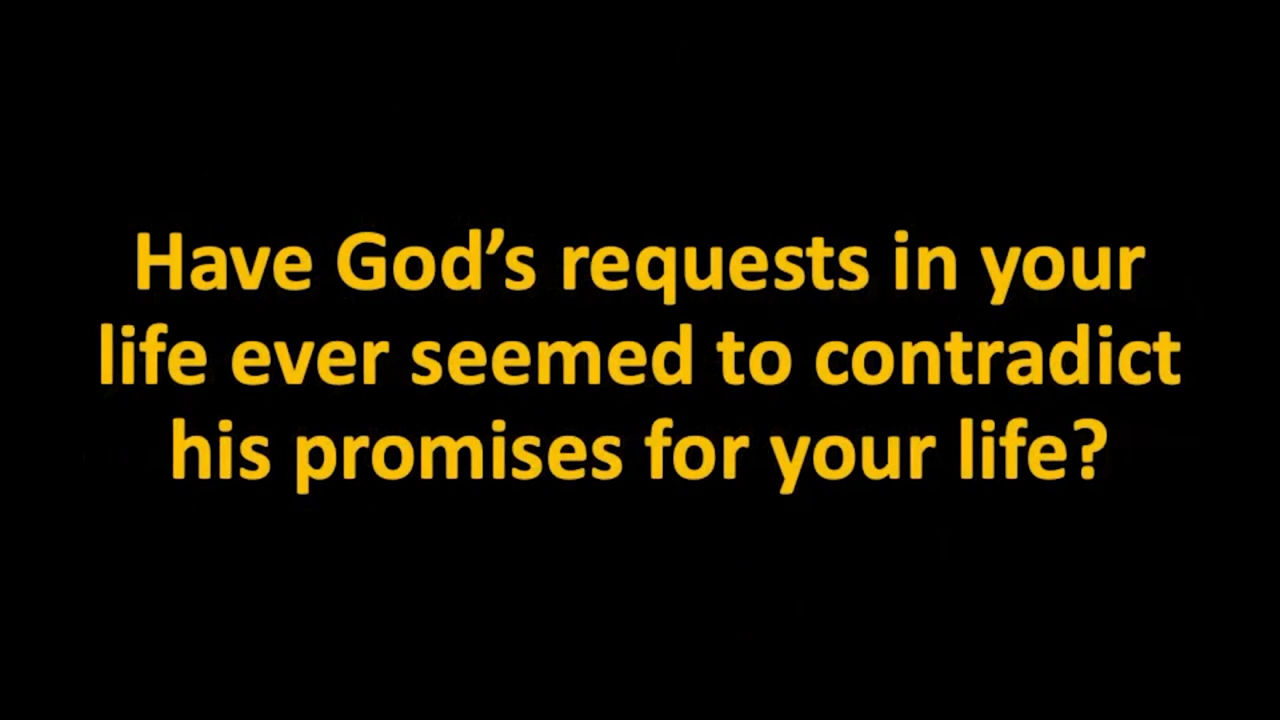 Have God’s requests in your
life ever seemed to contradict
his promises for your life?